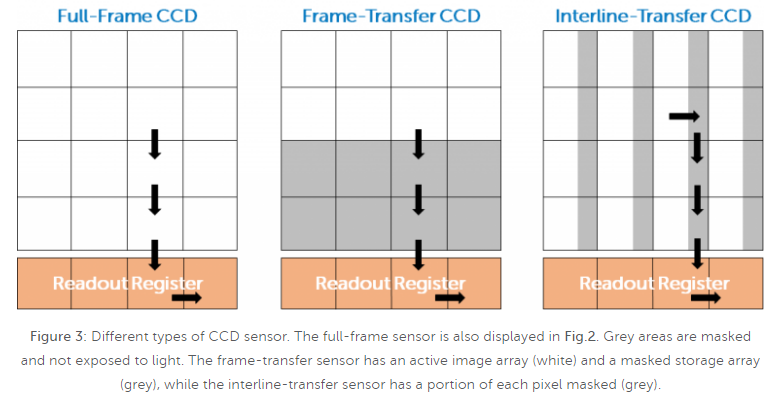 Full-Frame CCD
Frame-Transfer CCD
Interline-Transfer CCD
Readout Register
Readout Register
Readout Register
Figure 3: Different types of CCD sensor. The full-frame sensor is also displayed in Fig.2. Grey areas are masked
and not exposed to light. The frame-transfer sensor has an active image array (white) and a masked storage array
(grey), while the interline-transfer sensor has a portion of each pixel masked (grey).